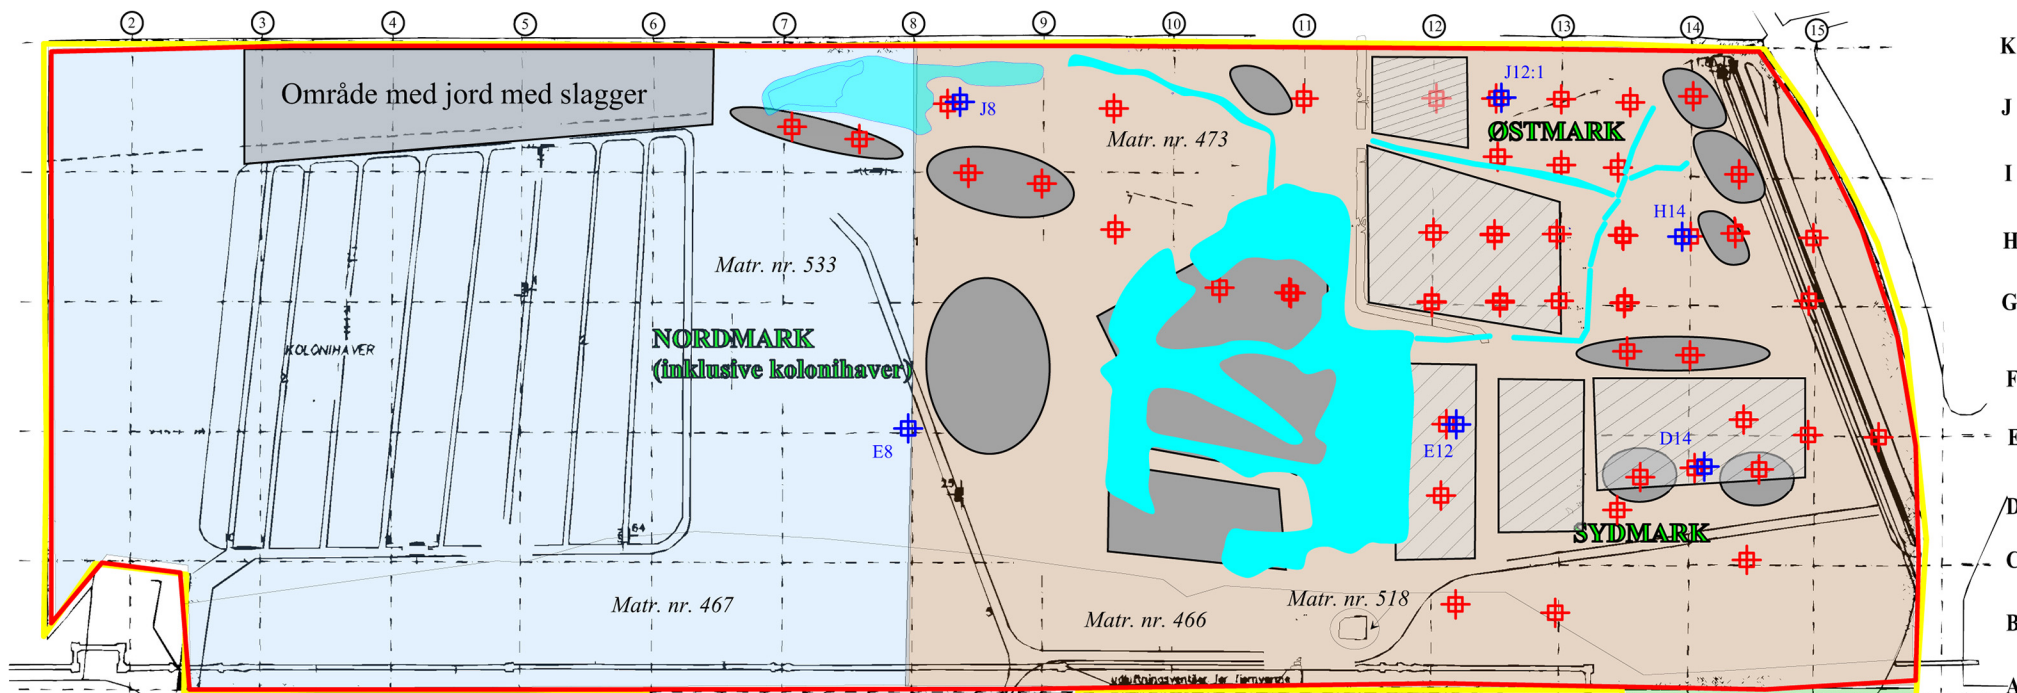 2 3 4 5 6 7 8 9 10 11 12 13 14 15
K
Område med jord med slagger
J12:1
J8
J
Matr. nr. 473
ØSTMARK
I
H14
H
Matr. nr. 533
G
NORDMARK
(inklusive kolonihaver)
KOLONIHAVER
F
E8
E12
D14
E
25
D
64
SYDMARK
C
Matr. nr. 467
Matr. nr. 466
Matr. nr. 518
B
A